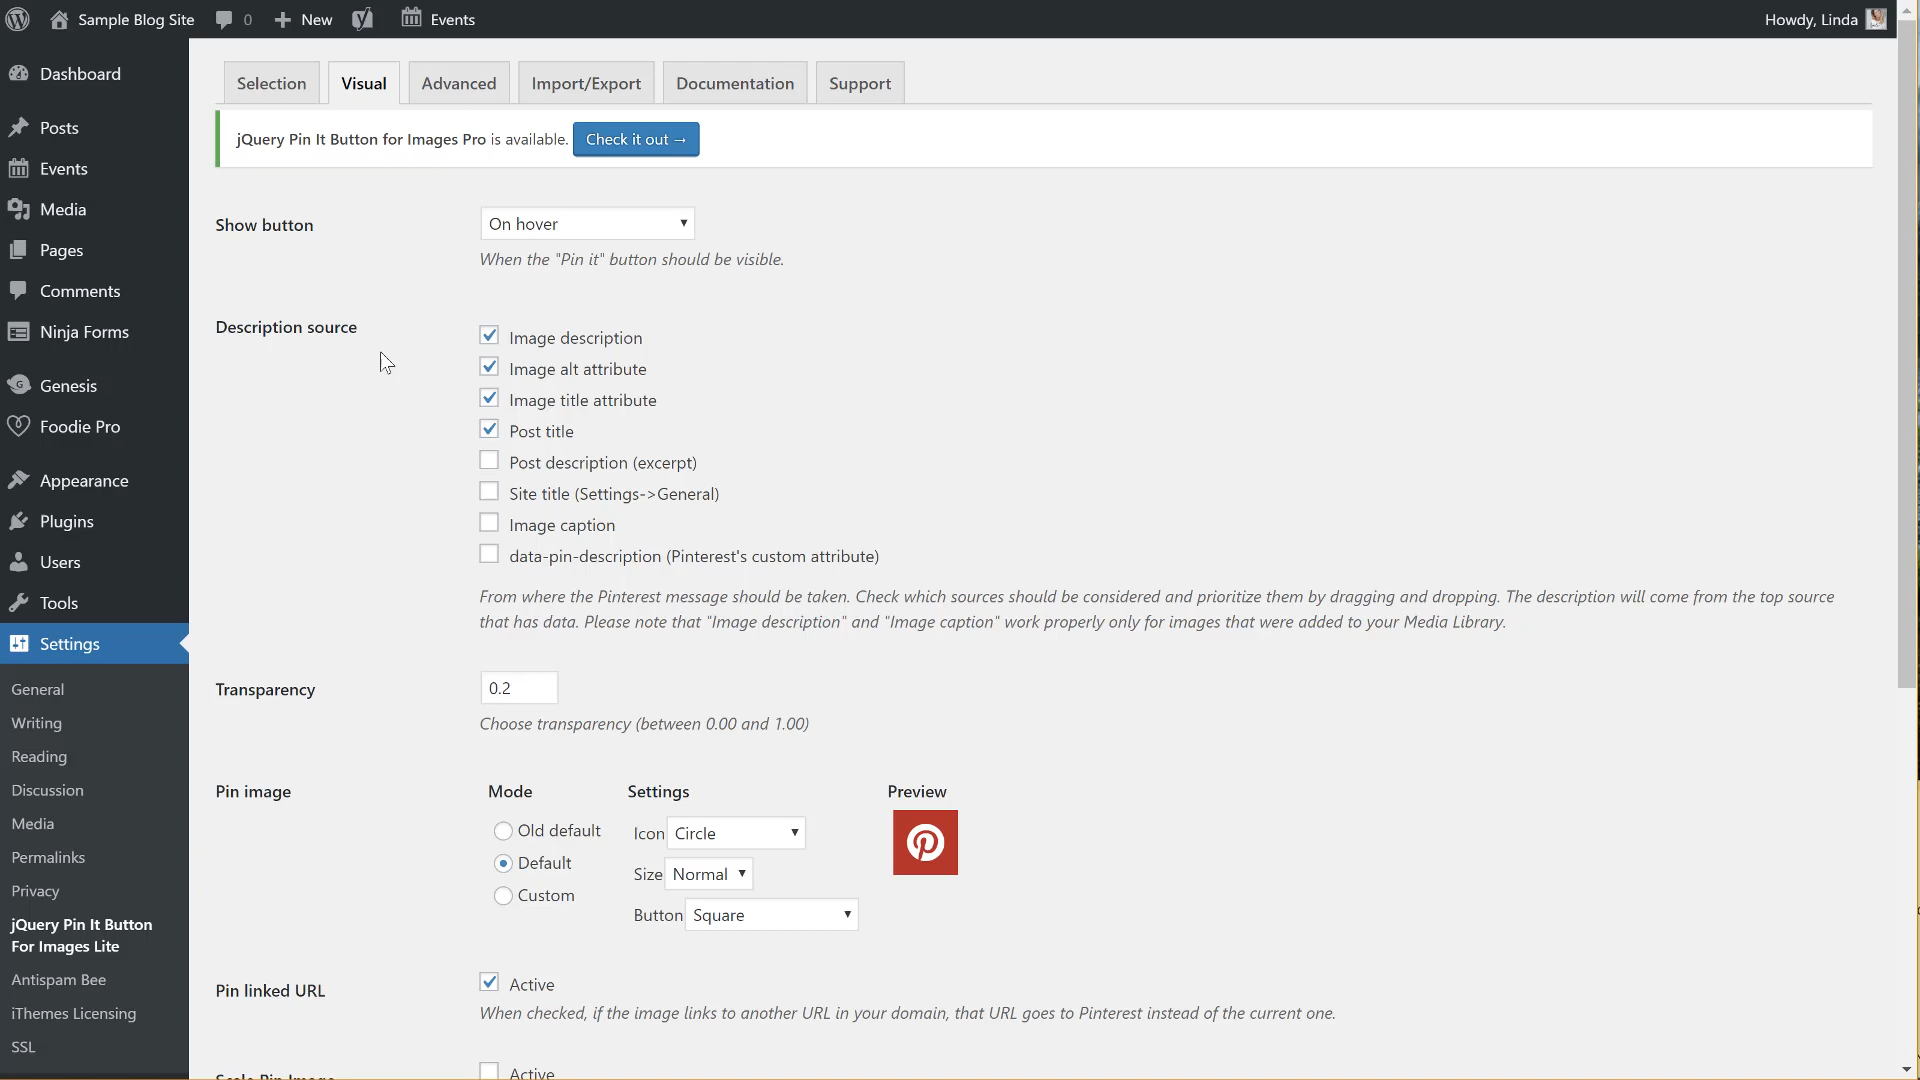 Sample Blog Site 0 New Events Howdy, Linda
Dashboard
Posts
Events
Media
Pages
Comments
Ninja Forms
Genesis
Foodie Pro
Appearance
Plugins
Users
Tools
Settings
General
Writing
Reading
Discussion
Media
Permalinks
Privacy
jQuery Pin It Button
For Images Lite
Antispam Bee
iThemes Licensing
SSL
Selection Visual Advanced Import/Export Documentation Support
jQuery Pin It Button for Images Pro is available. Check it out →
Show button On hover
When the "Pin it" button should be visible.
Description source
Image description
Image alt attribute
Image title attribute
Post title
Post description (excerpt)
Site title (Settings->General)
Image caption
data-pin-description (Pinterest's custom attribute)
From where the Pinterest message should be taken. Check which sources should be considered and prioritize them by dragging and dropping. The description will come from the top source
that has data. Please note that "Image description" and "Image caption" work properly only for images that were added to your Media Library.
Transparency 0.2
Choose transparency (between 0.00 and 1.00)
Pin image Mode Settings Preview
Old default Icon Circle
Default Size Normal
Custom Button Square
Pin linked URL Active
When checked, if the image links to another URL in your domain, that URL goes to Pinterest instead of the current one.
Scale Pin Image Active